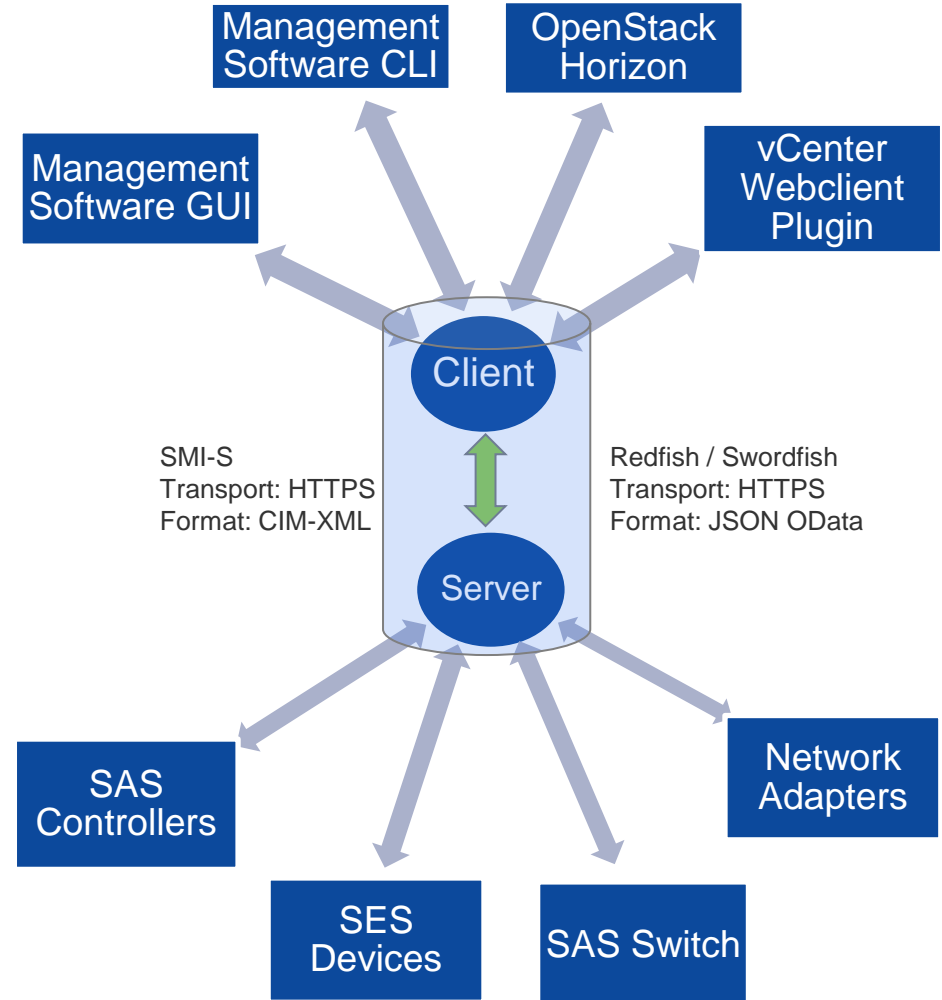 Management
Software CLI
OpenStack
Horizon
Management
Software GUI
vCenter
Webclient
Plugin
Client
SMI-S
Transport: HTTPS
Format: CIM-XML
Redfish / Swordfish
Transport: HTTPS
Format: JSON OData
Server
SAS
Controllers
Network
Adapters
SES
Devices
SAS Switch